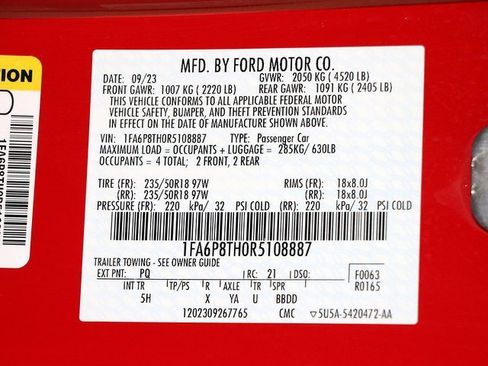 MFD. BY FORD MOTOR CO.
DATE: 09/23 GVWR: 2050 KG ( 4520 LB)
FRONT GAWR: 1007 KG ( 2220 LB) REAR GAWR: 1091 KG ( 2405 LB)
THIS VEHICLE CONFORMS TO ALL APPLICABLE FEDERAL MOTOR
VEHICLE SAFETY, BUMPER, AND THEFT PREVENTION STANDARDS
IN EFFECT ON THE DATE OF MANUFACTURE SHOWN ABOVE.
VIN: 1FA6P8TH0R5108887 TYPE: Passenger Car
MAXIMUM LOAD = OCCUPANTS + LUGGAGE = 285KG/ 630LB
OCCUPANTS = 4 TOTAL; 2 FRONT, 2 REAR
TIRE (FR): 235/50R18 97W RIMS (FR): 18x8.0J
TIRE (RR): 235/50R18 97W RIMS (RR): 18x8.0J
PRESSURE (FR): 220 kPa/ 32 PSI COLD (RR): 220 kPa/ 32 PSI COLD
1FA6P8TH0R5108887
TRAILER TOWING - SEE OWNER GUIDE
EXT PNT: PQ RC: 21 DSO: F0063
INT TR TP/PS R AXLE TR SPR R0165
5H X YA U BBDD
1202309267765 CMC 5U5A-5420472-AA